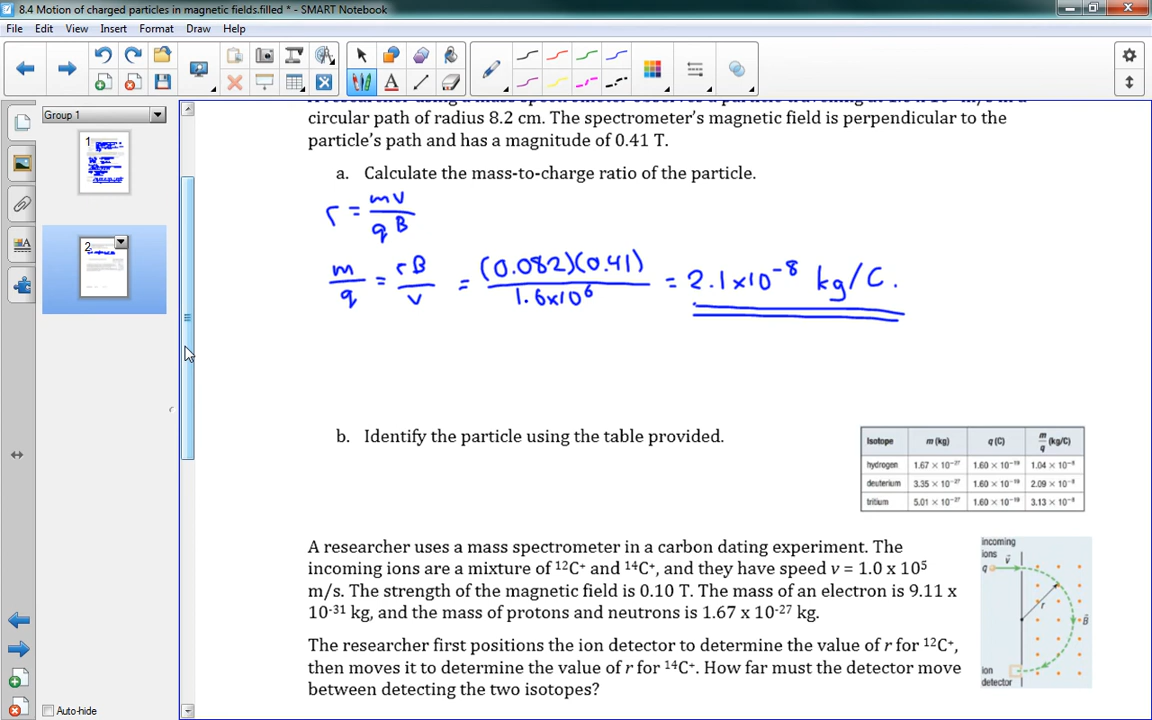 8.4 Motion of charged particles in magnetic fields.filled * - SMART Notebook
File Edit View Insert Format Draw Help
Group 1
1
2
circular path of radius 8.2 cm. The spectrometer's magnetic field is perpendicular to the
particle's path and has a magnitude of 0.41 T.
a. Calculate the mass-to-charge ratio of the particle.
r = mv / qB
m/q = rB/v = (0.082)(0.41) / 1.6x10⁶ = 2.1x10⁻⁸ kg/C.
b. Identify the particle using the table provided.
Isotope m (kg) q (C) m/q (kg/C)
hydrogen 1.67 × 10⁻²⁷ 1.60 × 10⁻¹⁹ 1.04 × 10⁻⁸
deuterium 3.35 × 10⁻²⁷ 1.60 × 10⁻¹⁹ 2.09 × 10⁻⁸
tritium 5.01 × 10⁻²⁷ 1.60 × 10⁻¹⁹ 3.13 × 10⁻⁸
A researcher uses a mass spectrometer in a carbon dating experiment. The
incoming ions are a mixture of ¹²C⁺ and ¹⁴C⁺, and they have speed v = 1.0 x 10⁵
m/s. The strength of the magnetic field is 0.10 T. The mass of an electron is 9.11 x
10⁻³¹ kg, and the mass of protons and neutrons is 1.67 x 10⁻²⁷ kg.
The researcher first positions the ion detector to determine the value of r for ¹²C⁺,
then moves it to determine the value of r for ¹⁴C⁺. How far must the detector move
between detecting the two isotopes?
incoming
ions v
q
r
B
ion
detector
Auto-hide